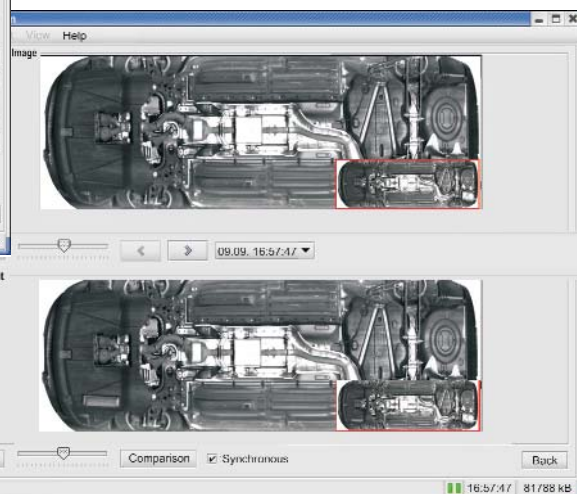 View Help
Image
09.09. 16:57:47
Comparison
Synchronous
Back
16:57:47 81788 kB